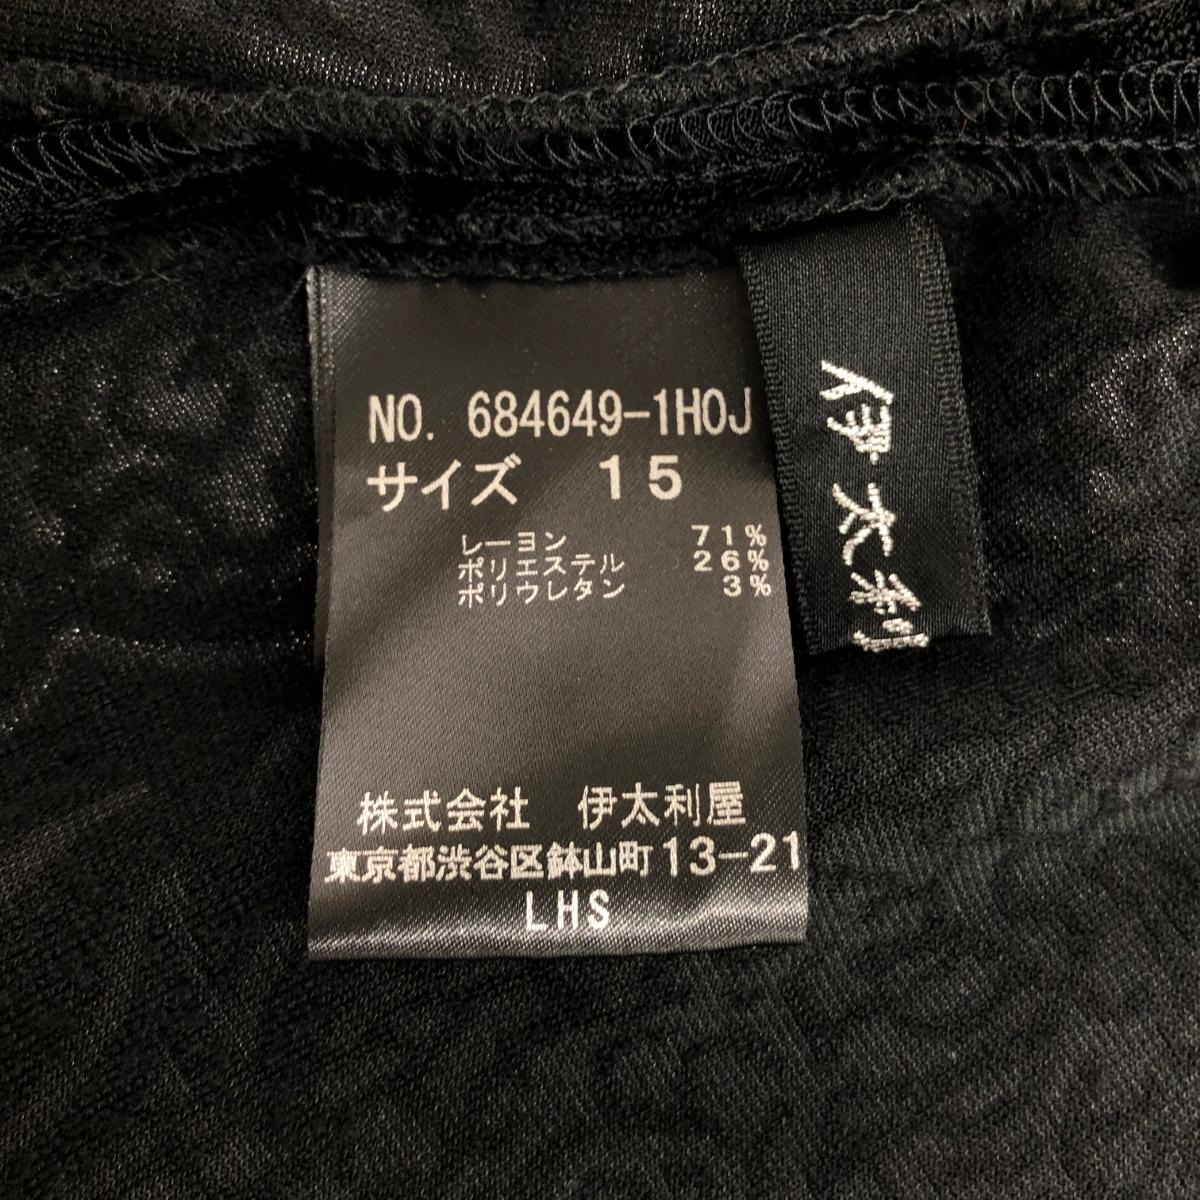 NO. 684649-1H0J
サイズ 15
レーヨン 71%
ポリエステル 26%
ポリウレタン 3%
株式会社 伊太利屋
東京都渋谷区鉢山町13-21
LHS
伊太利